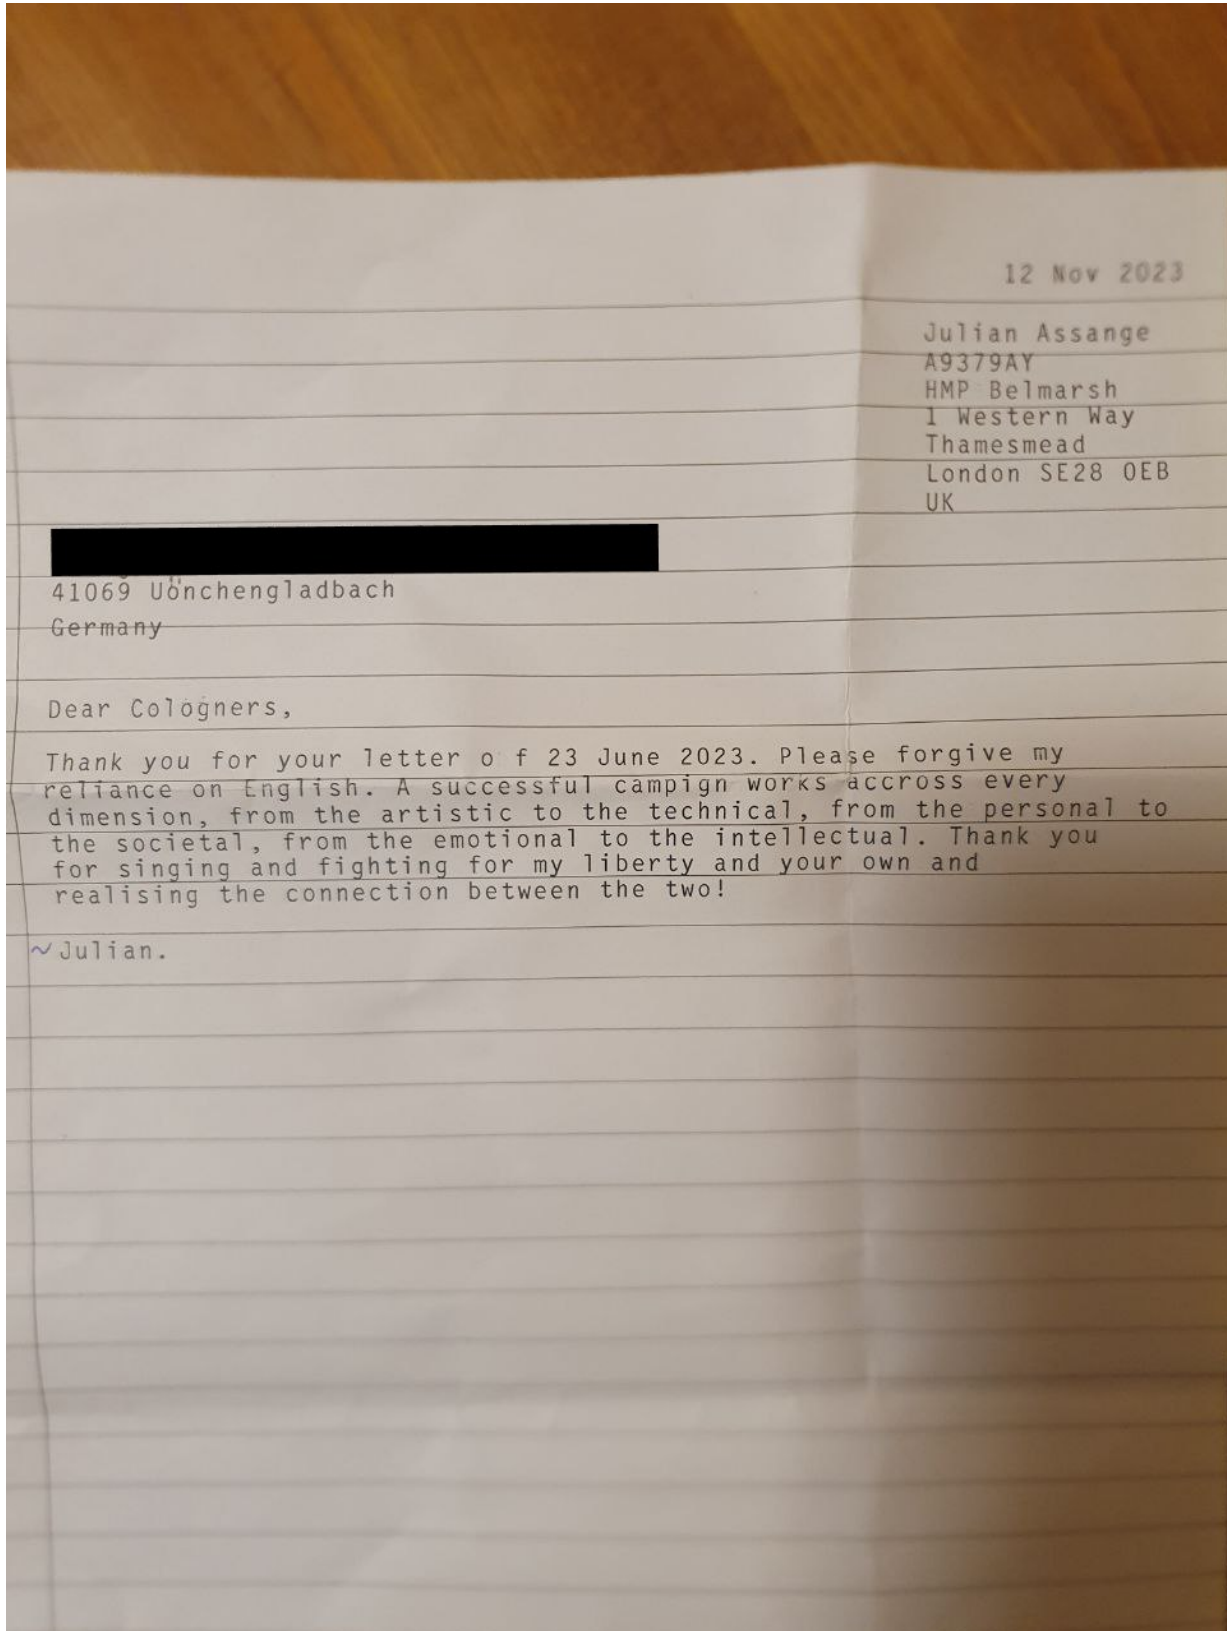 12 Nov 2023
Julian Assange
A9379AY
HMP Belmarsh
1 Western Way
Thamesmead
London SE28 0EB
UK
41069 Uönchengladbach
Germany
Dear Cologners,
Thank you for your letter o f 23 June 2023. Please forgive my
reliance on English. A successful campign works accross every
dimension, from the artistic to the technical, from the personal to
the societal, from the emotional to the intellectual. Thank you
for singing and fighting for my liberty and your own and
realising the connection between the two!
~Julian.